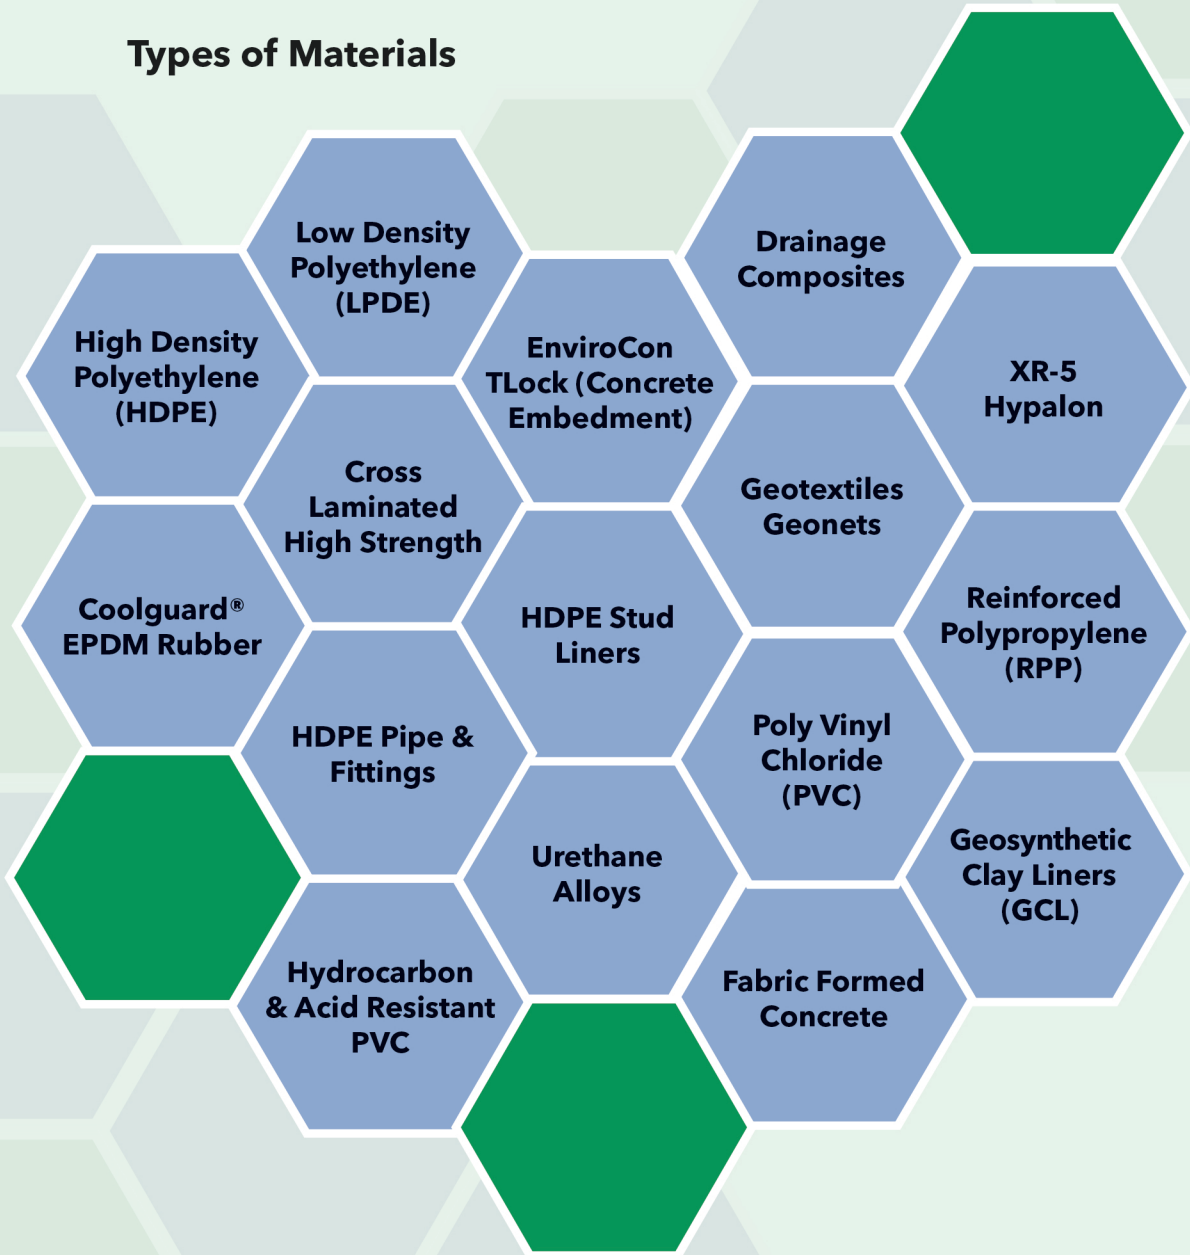 Types of Materials
Low Density
Polyethylene
(LPDE)
High Density
Polyethylene
(HDPE)
EnviroCon
TLock (Concrete
Embedment)
Drainage
Composites
XR-5
Hypalon
Cross
Laminated
High Strength
Geotextiles
Geonets
Coolguard®
EPDM Rubber
HDPE Stud
Liners
Reinforced
Polypropylene
(RPP)
HDPE Pipe &
Fittings
Poly Vinyl
Chloride
(PVC)
Urethane
Alloys
Geosynthetic
Clay Liners
(GCL)
Hydrocarbon
& Acid Resistant
PVC
Fabric Formed
Concrete